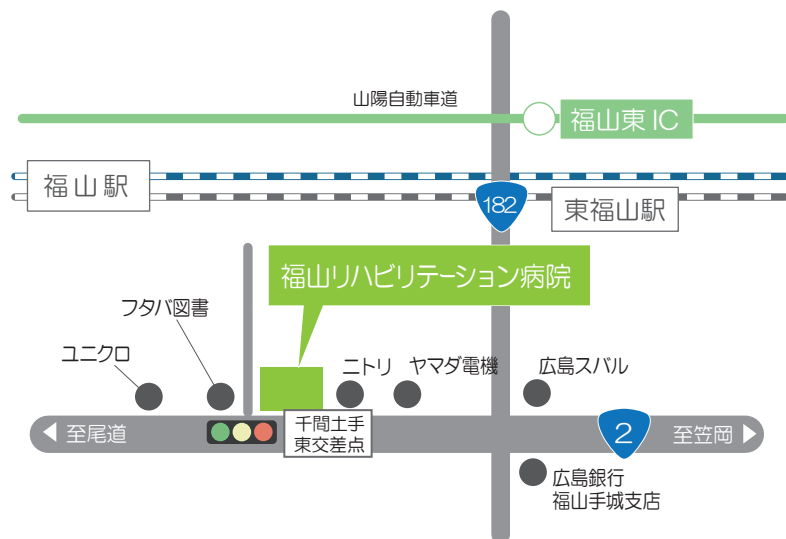 山陽自動車道
福山東 IC
福山駅
182
東福山駅
福山リハビリテーション病院
フタバ図書
ユニクロ
ニトリ
ヤマダ電機
広島スバル
至尾道
千間土手
東交差点
2
至笠岡
広島銀行
福山手城支店